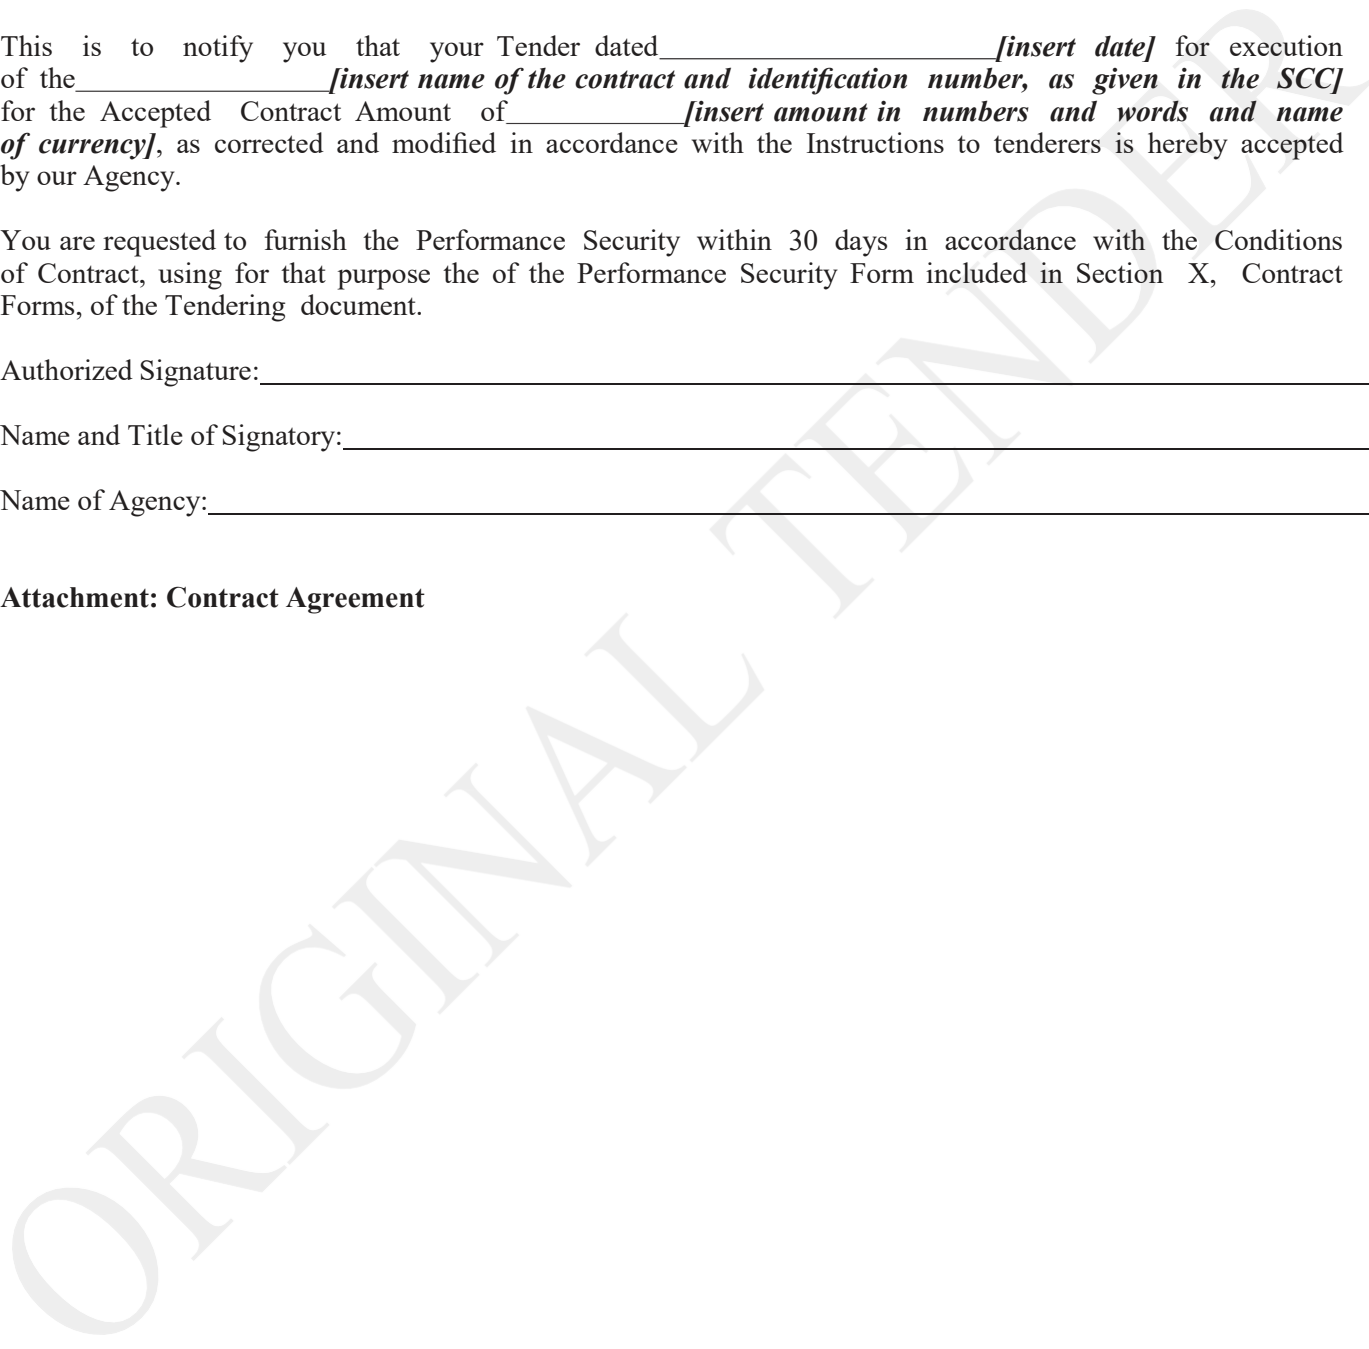 This is to notify you that your Tender dated________________________[insert date] for execution
of the__________________[insert name of the contract and identification number, as given in the SCC]
for the Accepted Contract Amount of_____________[insert amount in numbers and words and name
of currency], as corrected and modified in accordance with the Instructions to tenderers is hereby accepted
by our Agency.
You are requested to furnish the Performance Security within 30 days in accordance with the Conditions
of Contract, using for that purpose the of the Performance Security Form included in Section X, Contract
Forms, of the Tendering document.
Authorized Signature:
Name and Title of Signatory:
Name of Agency:
Attachment: Contract Agreement
ORIGINAL TENDER